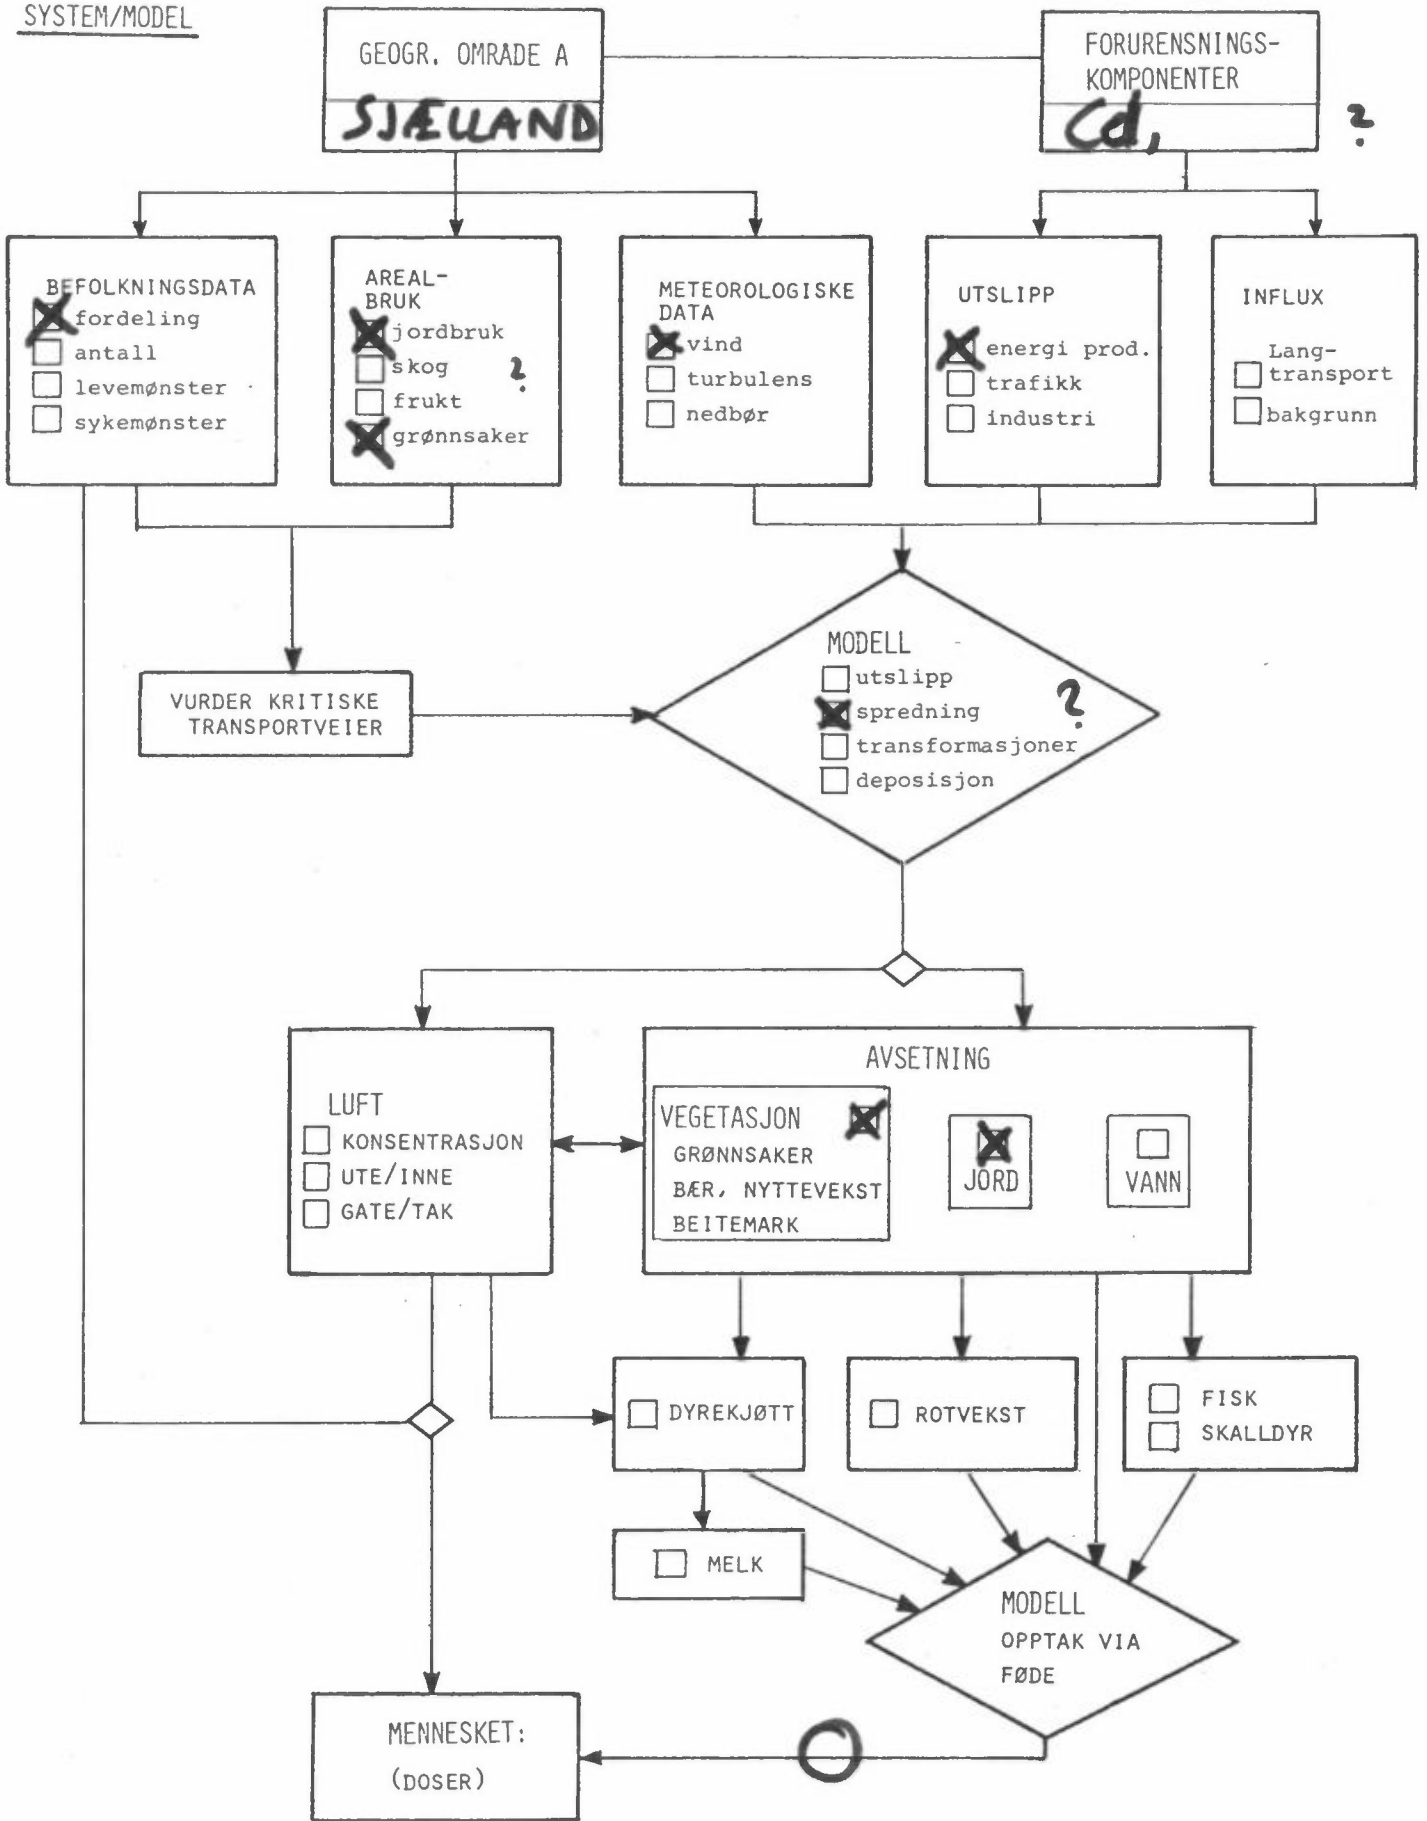 SYSTEM/MODEL
GEOGR. OMRÅDE A
SJÆLLAND
FORURENSNINGS-
KOMPONENTER
Cd,
?
BEFOLKNINGSDATA
fordeling
antall
levemønster
sykemønster
AREAL-
BRUK
jordbruk
skog
?
frukt
grønnsaker
METEOROLOGISKE
DATA
vind
turbulens
nedbør
UTSLIPP
energi prod.
trafikk
industri
INFLUX
Lang-
transport
bakgrunn
VURDER KRITISKE
TRANSPORTVEIER
MODELL
utslipp
spredning
?
transformasjoner
deposisjon
LUFT
KONSENTRASJON
UTE/INNE
GATE/TAK
AVSETNING
VEGETASJON
GRØNNSAKER
BÆR, NYTTEVEKST
BEITEMARK
JORD
VANN
DYREKJØTT
ROTVEKST
FISK
SKALLDYR
MELK
MODELL
OPPTAK VIA
FØDE
MENNESKET:
(DOSER)